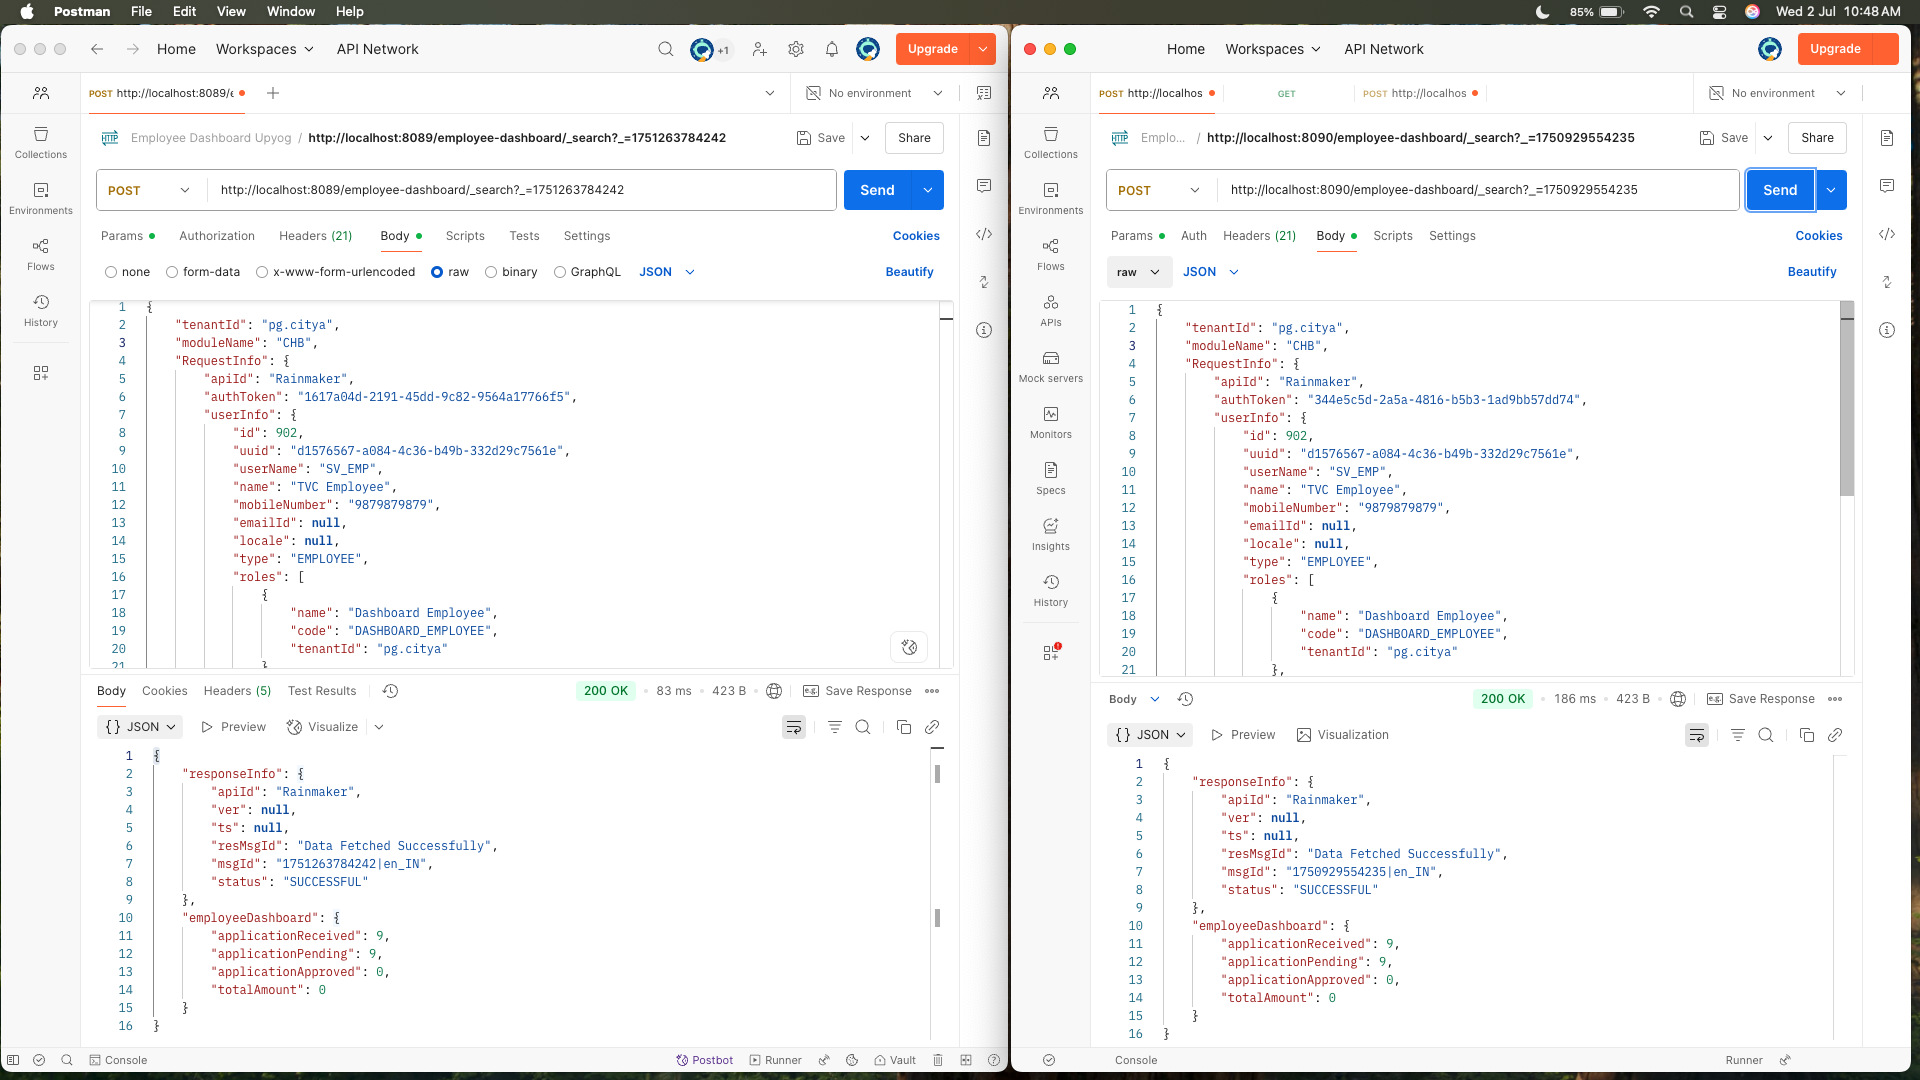 Postman File Edit View Window Help
85% Wed 2 Jul 10:48 AM
Home Workspaces API Network +1 Upgrade
POST http://localhost:8089/e No environment
Collections
Environments
Flows
History
Employee Dashboard Upyog / http://localhost:8089/employee-dashboard/_search?_=1751263784242 Save Share
POST http://localhost:8089/employee-dashboard/_search?_=1751263784242 Send
Params Authorization Headers (21) Body Scripts Tests Settings Cookies
none form-data x-www-form-urlencoded raw binary GraphQL JSON Beautify
1 {
2 "tenantId": "pg.citya",
3 "moduleName": "CHB",
4 "RequestInfo": {
5 "apiId": "Rainmaker",
6 "authToken": "1617a04d-2191-45dd-9c82-9564a17766f5",
7 "userInfo": {
8 "id": 902,
9 "uuid": "d1576567-a084-4c36-b49b-332d29c7561e",
10 "userName": "SV_EMP",
11 "name": "TVC Employee",
12 "mobileNumber": "9879879879",
13 "emailId": null,
14 "locale": null,
15 "type": "EMPLOYEE",
16 "roles": [
17 {
18 "name": "Dashboard Employee",
19 "code": "DASHBOARD_EMPLOYEE",
20 "tenantId": "pg.citya"
21 }
Body Cookies Headers (5) Test Results 200 OK 83 ms 423 B Save Response
{} JSON Preview Visualize
1 {
2 "responseInfo": {
3 "apiId": "Rainmaker",
4 "ver": null,
5 "ts": null,
6 "resMsgId": "Data Fetched Successfully",
7 "msgId": "1751263784242|en_IN",
8 "status": "SUCCESSFUL"
9 },
10 "employeeDashboard": {
11 "applicationReceived": 9,
12 "applicationPending": 9,
13 "applicationApproved": 0,
14 "totalAmount": 0
15 }
16 }
Console Postbot Runner Vault
Home Workspaces API Network Upgrade
POST http://localhos GET POST http://localhos No environment
Collections
Environments
Flows
APIs
Mock servers
Monitors
Specs
Insights
History
Emplo... / http://localhost:8090/employee-dashboard/_search?_=1750929554235 Save Share
POST http://localhost:8090/employee-dashboard/_search?_=1750929554235 Send
Params Auth Headers (21) Body Scripts Settings Cookies
raw JSON Beautify
1 {
2 "tenantId": "pg.citya",
3 "moduleName": "CHB",
4 "RequestInfo": {
5 "apiId": "Rainmaker",
6 "authToken": "344e5c5d-2a5a-4816-b5b3-1ad9bb57dd74",
7 "userInfo": {
8 "id": 902,
9 "uuid": "d1576567-a084-4c36-b49b-332d29c7561e",
10 "userName": "SV_EMP",
11 "name": "TVC Employee",
12 "mobileNumber": "9879879879",
13 "emailId": null,
14 "locale": null,
15 "type": "EMPLOYEE",
16 "roles": [
17 {
18 "name": "Dashboard Employee",
19 "code": "DASHBOARD_EMPLOYEE",
20 "tenantId": "pg.citya"
21 },
Body 200 OK 186 ms 423 B Save Response
{} JSON Preview Visualization
1 {
2 "responseInfo": {
3 "apiId": "Rainmaker",
4 "ver": null,
5 "ts": null,
6 "resMsgId": "Data Fetched Successfully",
7 "msgId": "1750929554235|en_IN",
8 "status": "SUCCESSFUL"
9 },
10 "employeeDashboard": {
11 "applicationReceived": 9,
12 "applicationPending": 9,
13 "applicationApproved": 0,
14 "totalAmount": 0
15 }
16 }
Console Runner